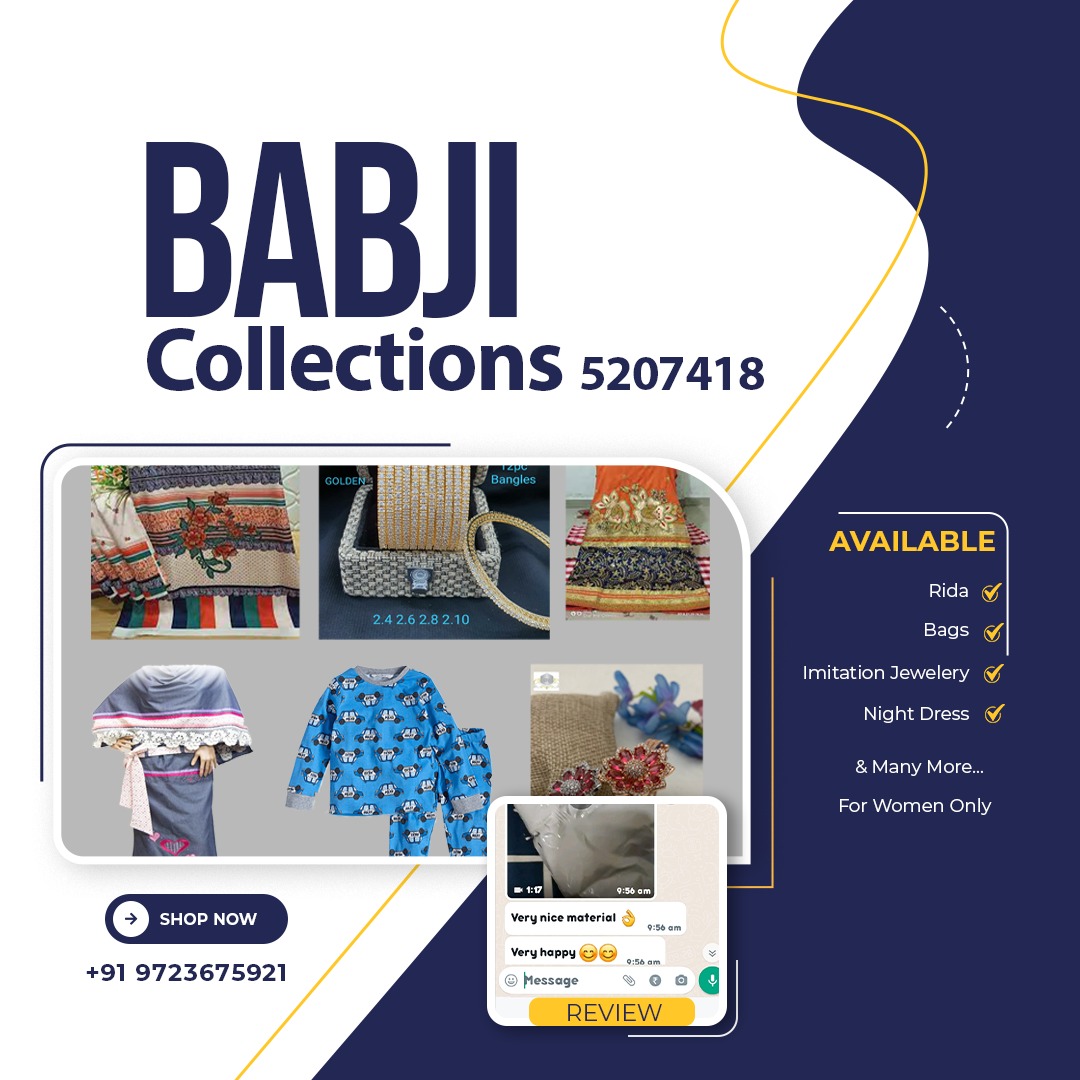 BABJI
Collections 5207418
GOLDEN
12pc
Bangles
2.4 2.6 2.8 2.10
AVAILABLE
Rida
Bags
Imitation Jewelery
Night Dress
& Many More...
For Women Only
1:17
9:56 am
Very nice material 👌
9:56 am
Very happy 😊😊
9:56 am
Message
REVIEW
SHOP NOW
+91 9723675921